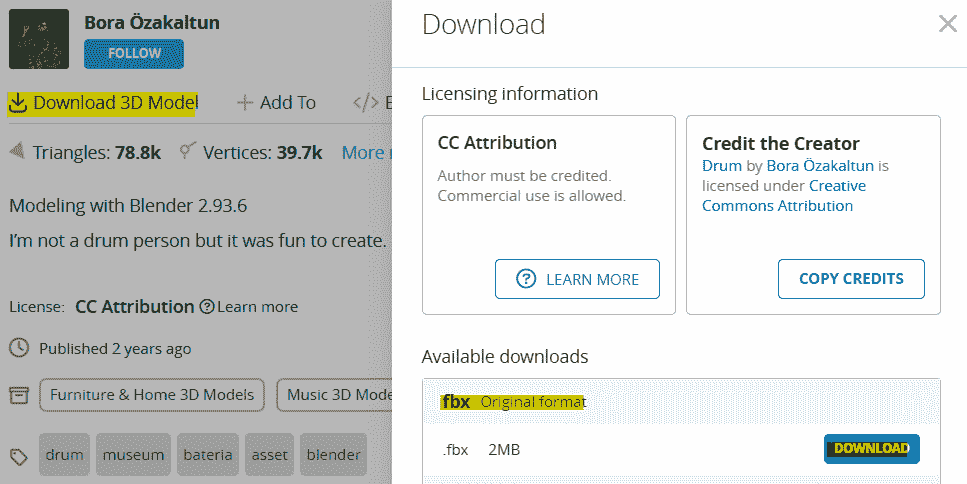 Bora Özakaltun
FOLLOW
Download 3D Model
Add To
</> E
Triangles: 78.8k
Vertices: 39.7k
More
Modeling with Blender 2.93.6
I'm not a drum person but it was fun to create.
License: CC Attribution
Learn more
Published 2 years ago
Furniture & Home 3D Models
Music 3D Mode
drum
museum
bateria
asset
blender
Download
Licensing information
CC Attribution
Author must be credited.
Commercial use is allowed.
LEARN MORE
Credit the Creator
Drum by Bora Özakaltun is
licensed under Creative
Commons Attribution
COPY CREDITS
Available downloads
fbx Original format
.fbx 2MB
DOWNLOAD